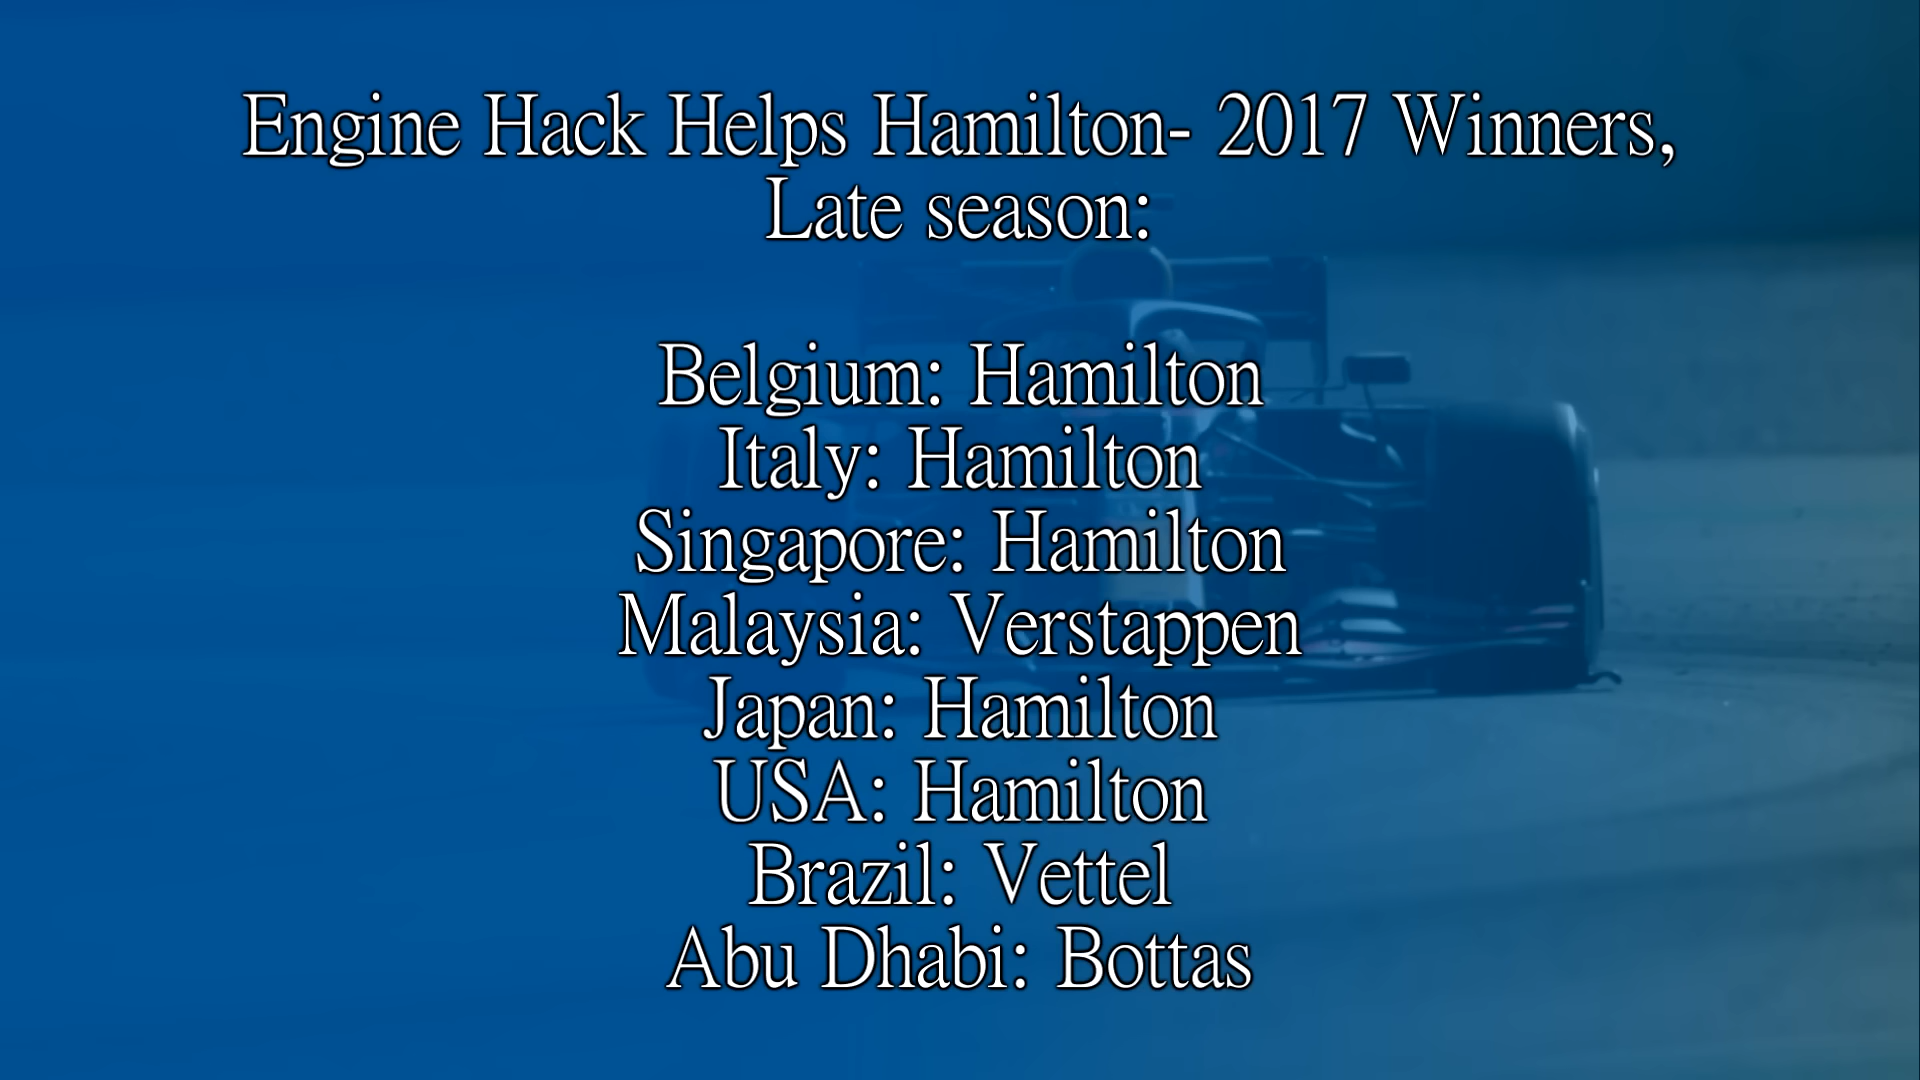 Engine Hack Helps Hamilton- 2017 Winners,
Late season:
Belgium: Hamilton
Italy: Hamilton
Singapore: Hamilton
Malaysia: Verstappen
Japan: Hamilton
USA: Hamilton
Brazil: Vettel
Abu Dhabi: Bottas